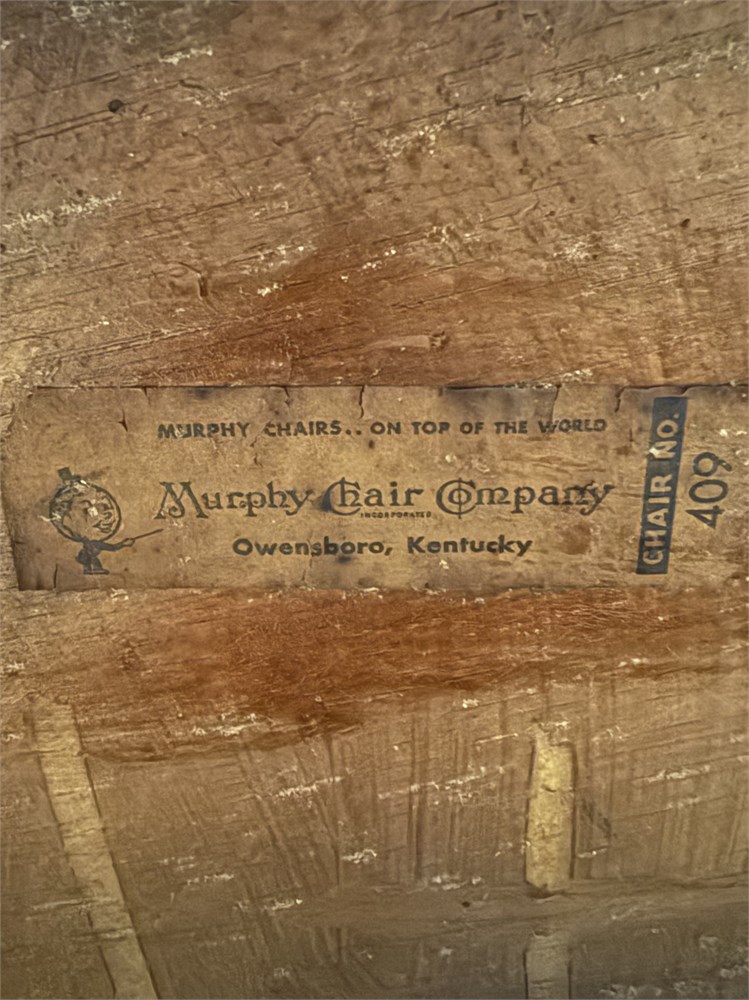 MURPHY CHAIRS.. ON TOP OF THE WORLD
Murphy Chair Company
INCORPORATED
Owensboro, Kentucky
CHAIR NO.
409